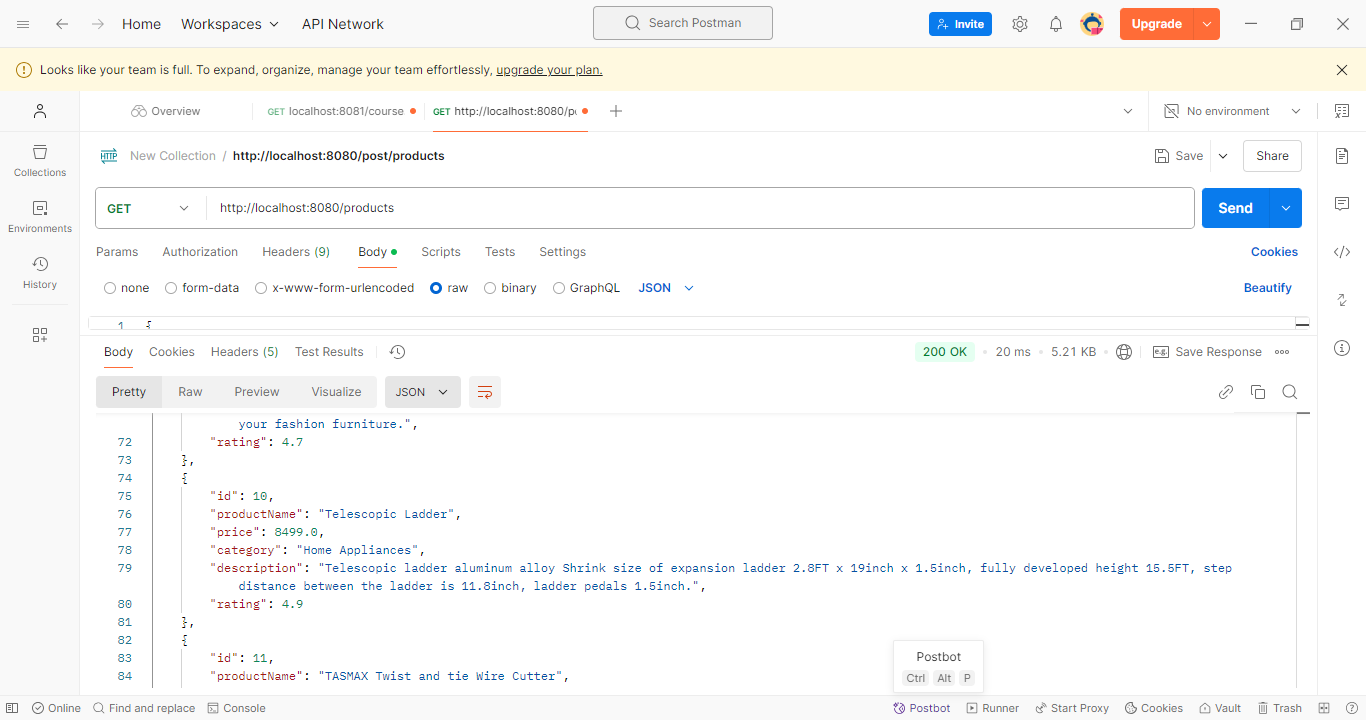 Home Workspaces API Network Search Postman Invite Upgrade
Looks like your team is full. To expand, organize, manage your team effortlessly, upgrade your plan.
Overview GET localhost:8081/course GET http://localhost:8080/p No environment
HTTP New Collection / http://localhost:8080/post/products Save Share
GET http://localhost:8080/products Send
Collections
Environments
History
Params Authorization Headers (9) Body Scripts Tests Settings Cookies
none form-data x-www-form-urlencoded raw binary GraphQL JSON Beautify
1 {
Body Cookies Headers (5) Test Results 200 OK 20 ms 5.21 KB e.g. Save Response
Pretty Raw Preview Visualize JSON
your fashion furniture.",
72 "rating": 4.7
73 },
74 {
75 "id": 10,
76 "productName": "Telescopic Ladder",
77 "price": 8499.0,
78 "category": "Home Appliances",
79 "description": "Telescopic ladder aluminum alloy Shrink size of expansion ladder 2.8FT x 19inch x 1.5inch, fully developed height 15.5FT, step
distance between the ladder is 11.8inch, ladder pedals 1.5inch.",
80 "rating": 4.9
81 },
82 {
83 "id": 11,
84 "productName": "TASMAX Twist and tie Wire Cutter",
Postbot
Ctrl Alt P
Online Find and replace Console Postbot Runner Start Proxy Cookies Vault Trash